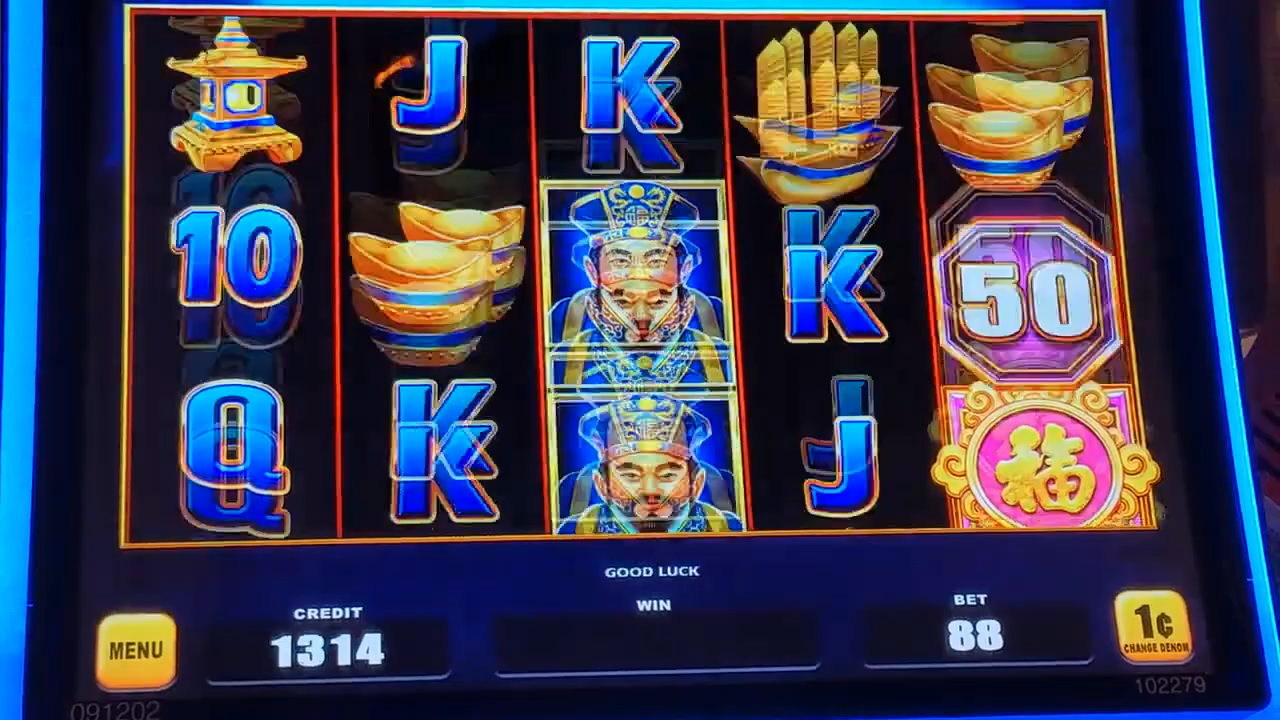 J K
10 K 50
Q K J 福
GOOD LUCK
CREDIT WIN BET
MENU 1314 88 1¢
CHANGE DENOM
091202 102279